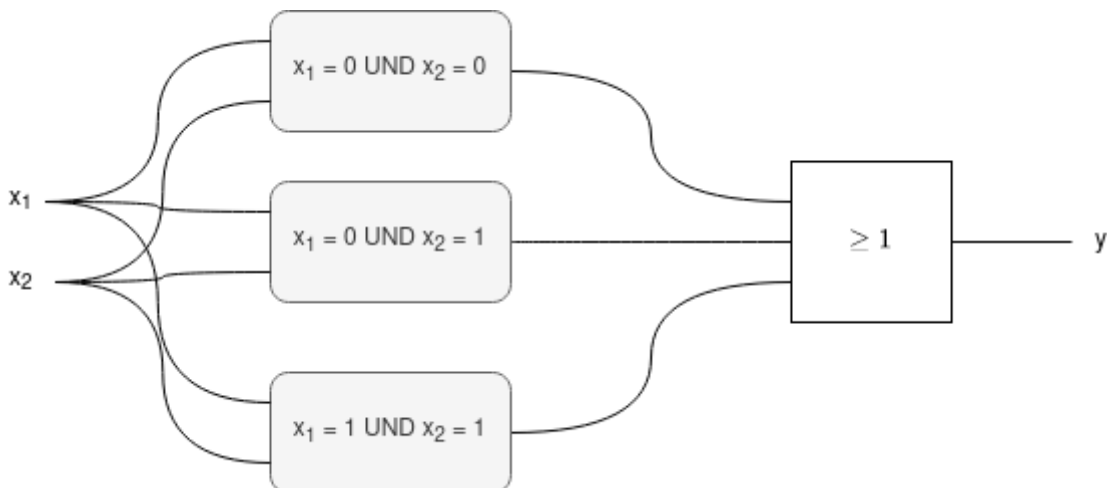 x₁ = 0 UND x₂ = 0
x₁
x₁ = 0 UND x₂ = 1
≥ 1
y
x₂
x₁ = 1 UND x₂ = 1